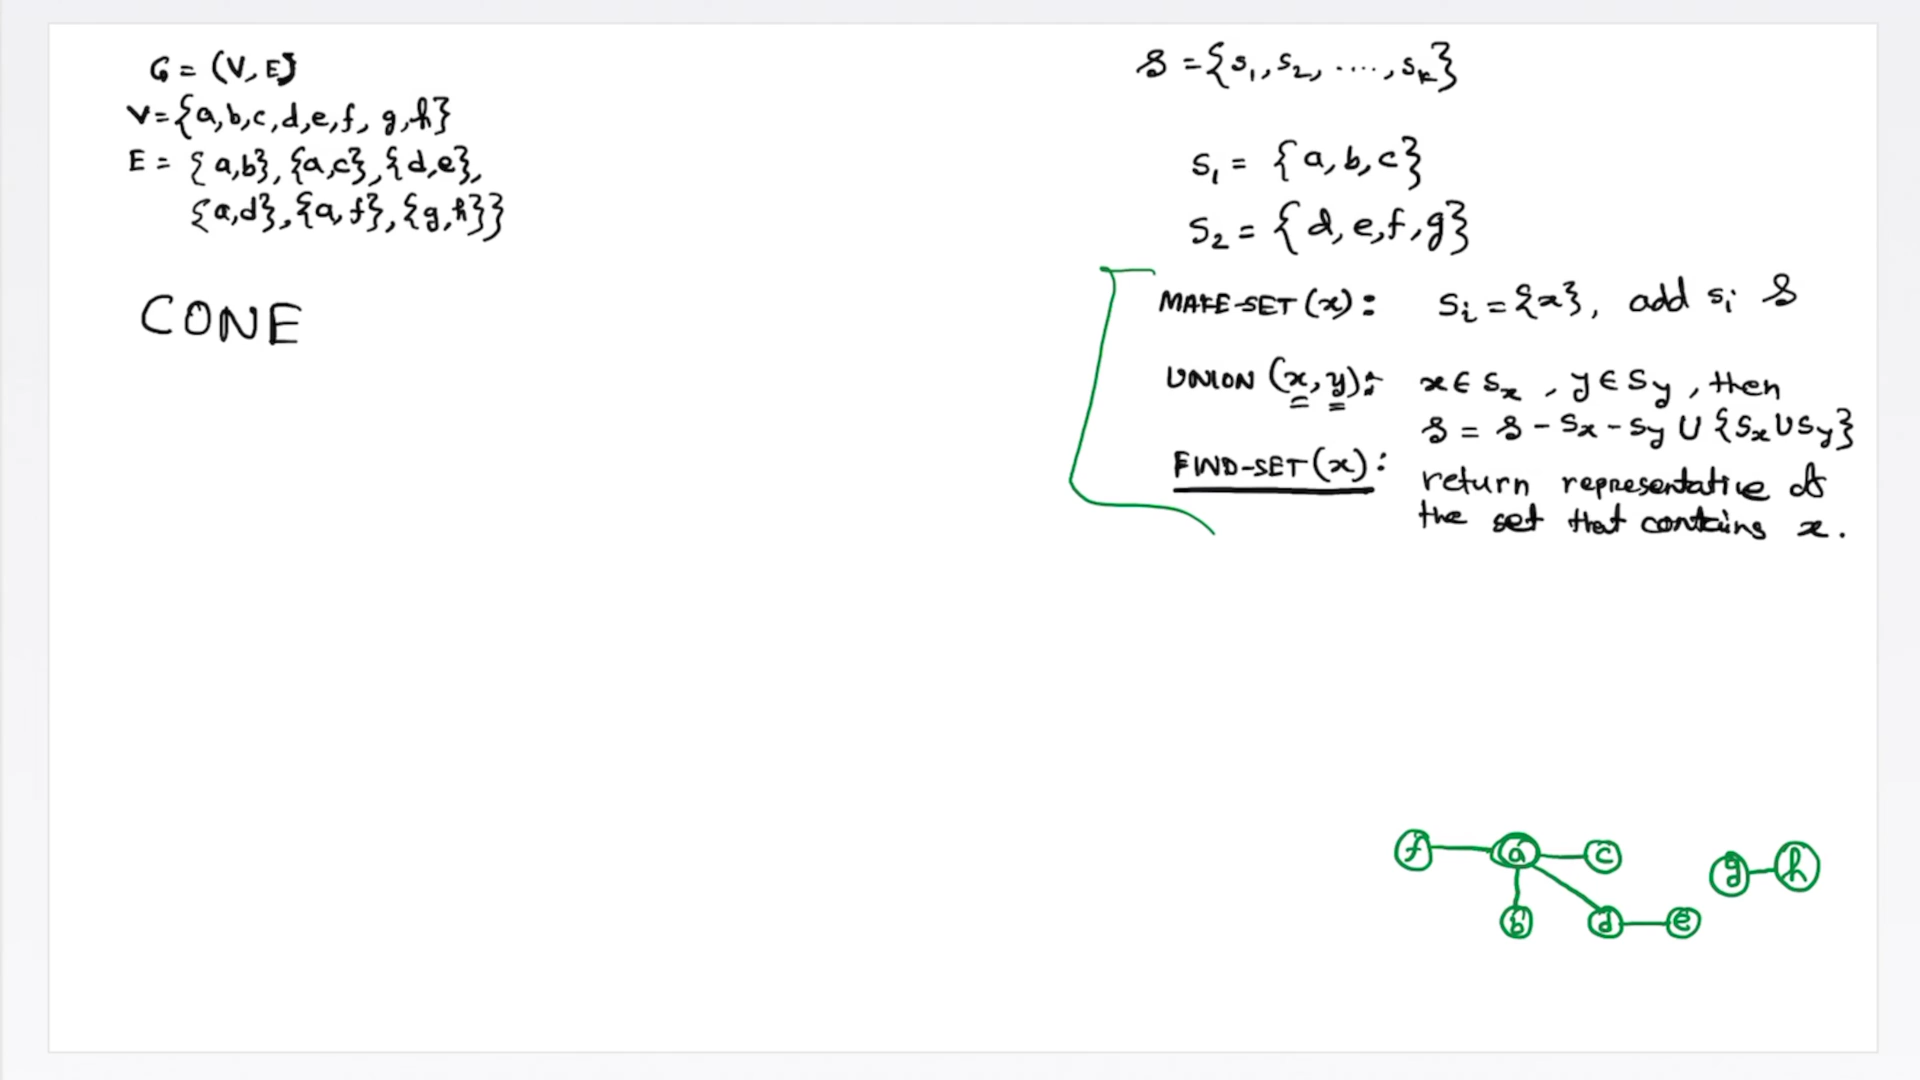 G = (V, E}
V={a,b,c,d,e,f, g,h}
E = { a,b}, {a,c},{d,e},
{a,d},{a,f},{g,h}}
CONE
S ={s₁,s₂, ....,sₖ}
S₁ = {a,b,c}
S₂ = {d,e,f,g}
MAKE-SET (x): Sᵢ = {x}, add sᵢ S
UNION (x,y): x∈ Sₓ , y∈Sy , then
S = S - Sₓ - Sy ∪ {Sₓ∪Sy}
FIND-SET(x): return representative of
the set that contains x.
f a c g h
b d e